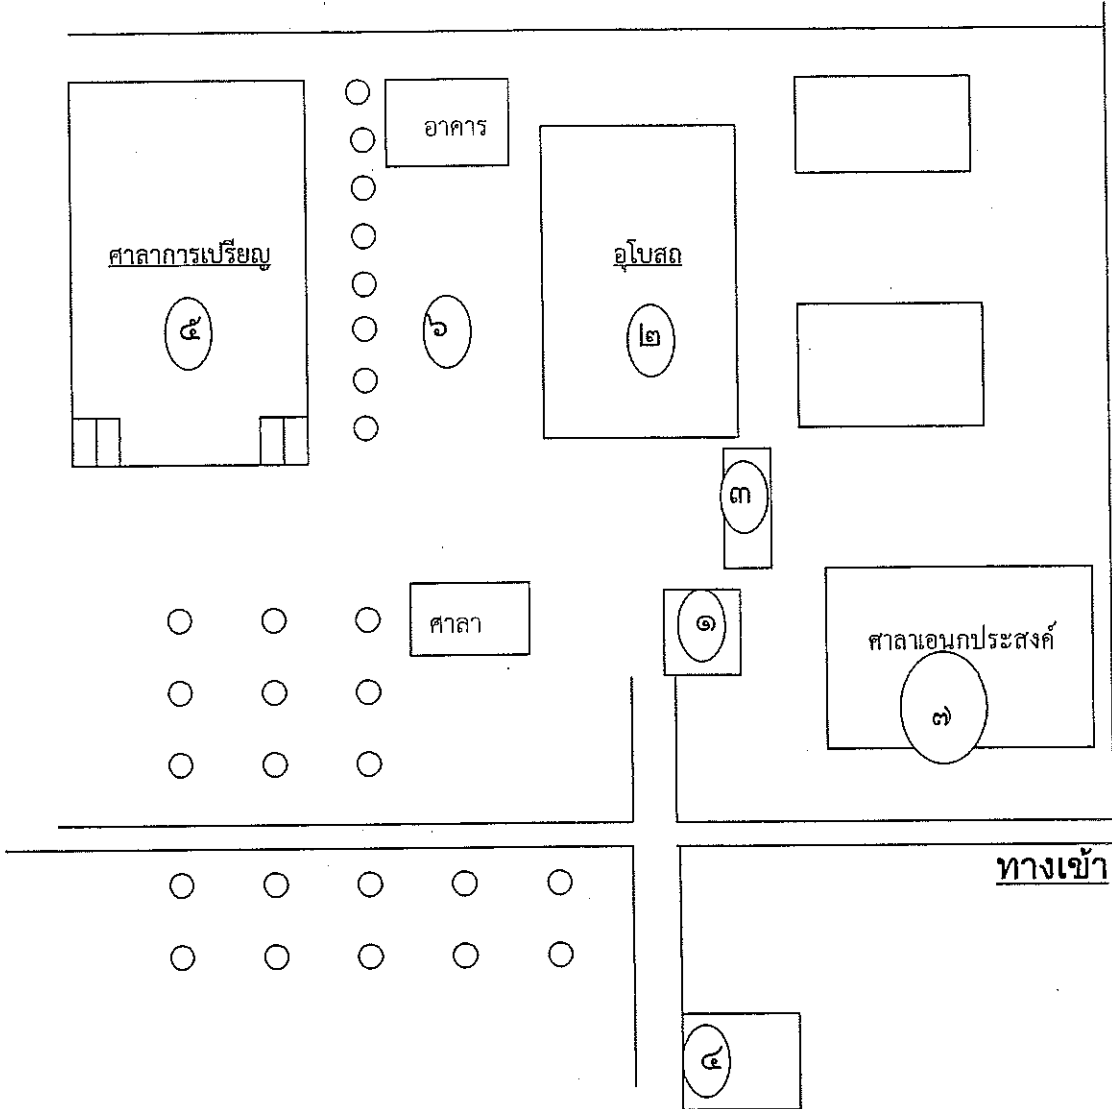 อาคาร
ศาลาการเปรียญ
อุโบสถ
๕
๖
๒
๓
ศาลา
๑
ศาลาเอนกประสงค์
๗
ทางเข้า
๔